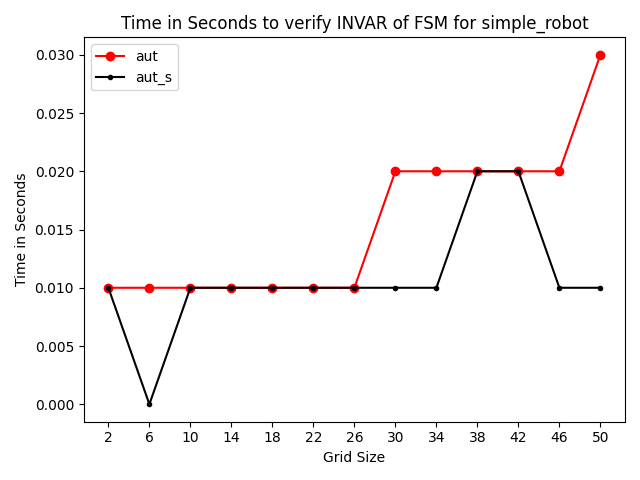 Time in Seconds to verify INVAR of FSM for simple_robot
aut
aut_s
Time in Seconds
0.030
0.025
0.020
0.015
0.010
0.005
0.000
2 6 10 14 18 22 26 30 34 38 42 46 50
Grid Size